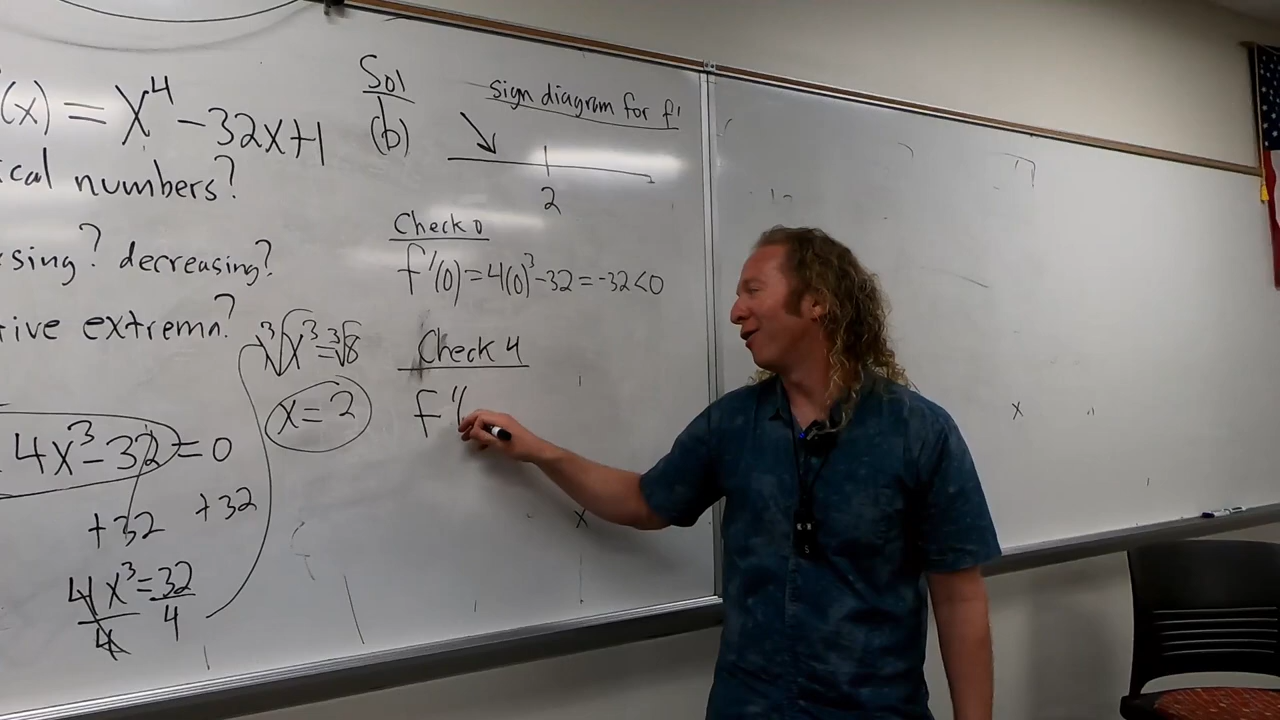 (x) = x⁴ - 32x + 1
cal numbers?
sing? decreasing?
ive extrema?
4x³ - 32 = 0
+32 +32
4x³ = 32
4 4
∛x³ = ∛8
x = 2
Sol
(b)
sign diagram for f'
2
Check 0
f'(0) = 4(0)³ - 32 = -32 < 0
Check 4
f'(